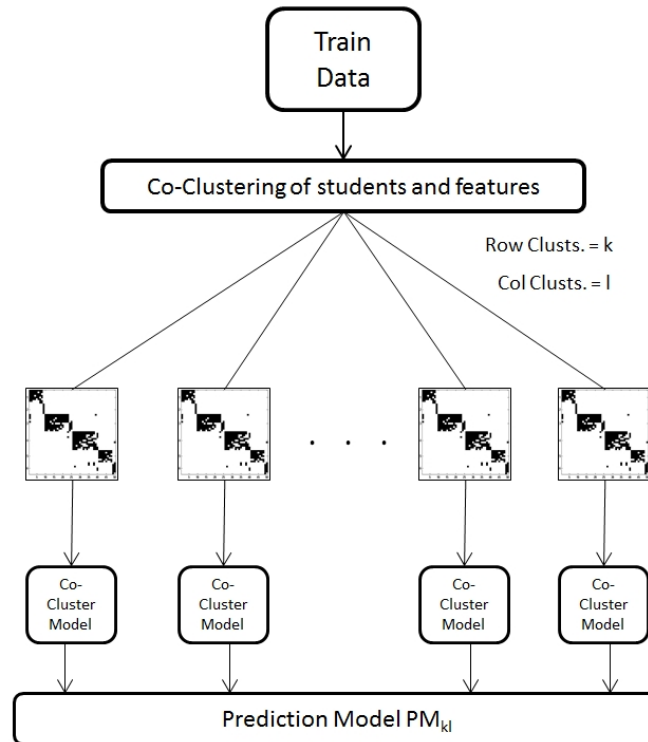 Train
Data
Co-Clustering of students and features
Row Clusts. = k
Col Clusts. = l
. . .
Co-
Cluster
Model
Co-
Cluster
Model
Co-
Cluster
Model
Co-
Cluster
Model
Prediction Model PMkl